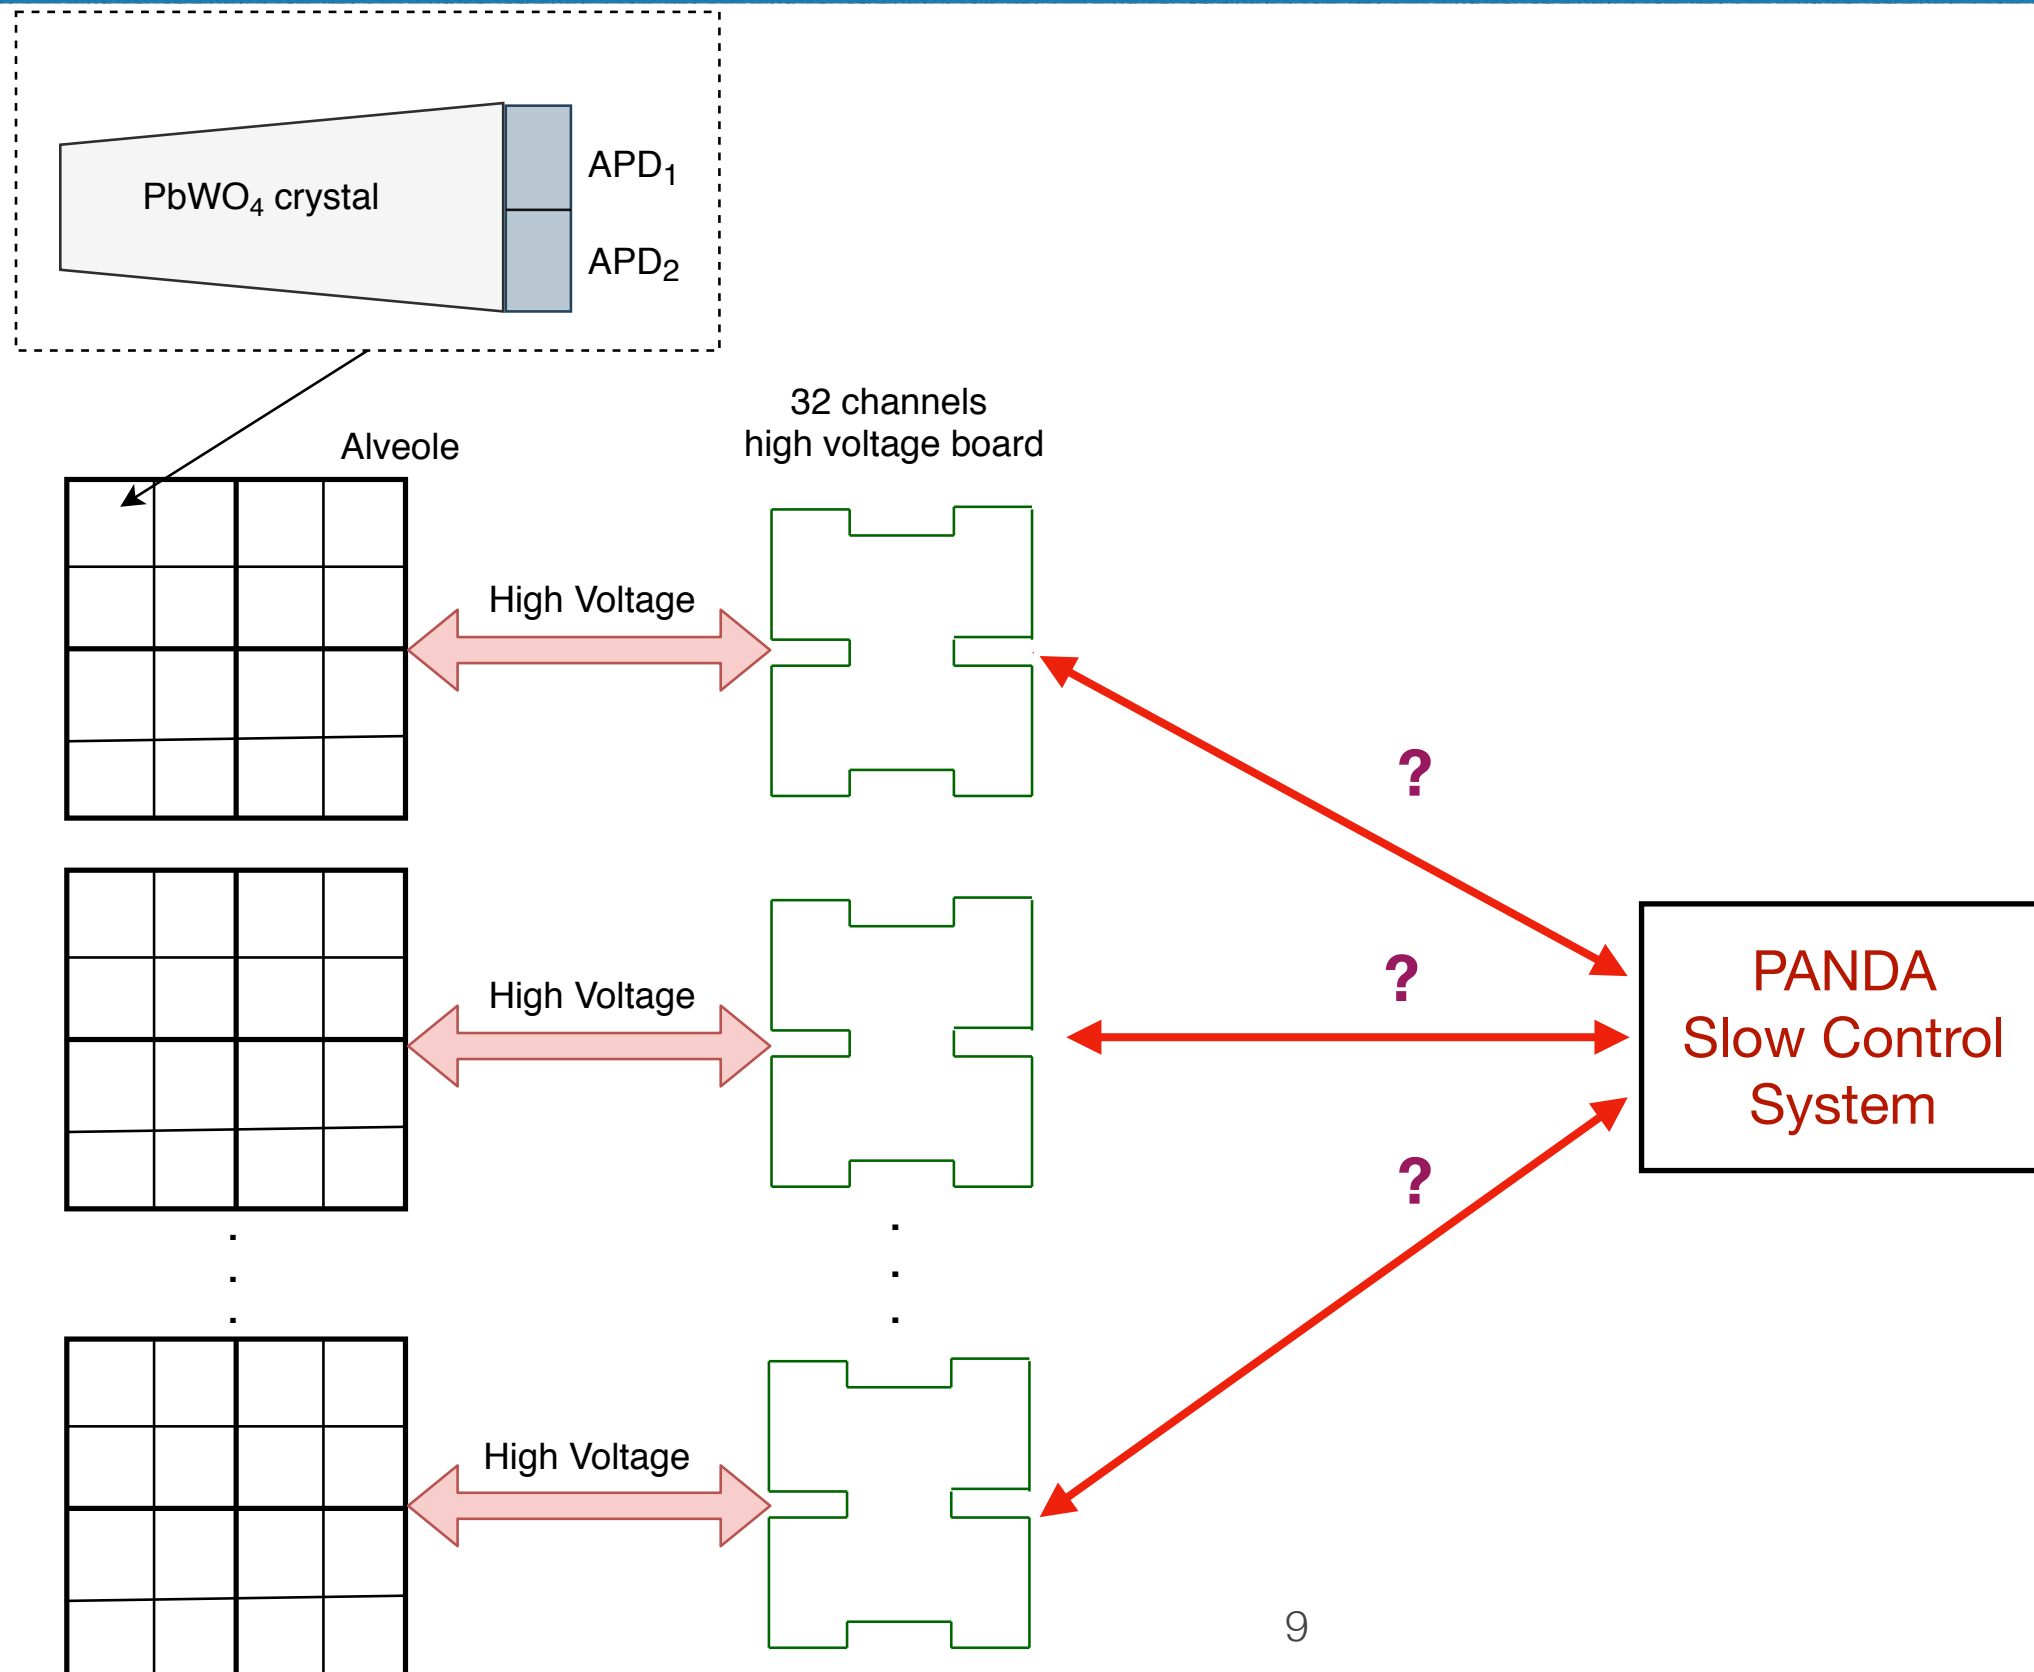 PbWO₄ crystal
APD₁
APD₂
Alveole
32 channels
high voltage board
High Voltage
?
High Voltage
?
PANDA
Slow Control
System
?
High Voltage
9